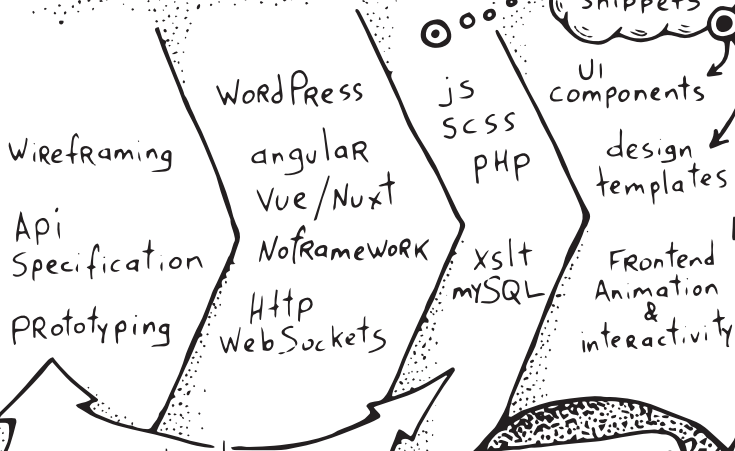 snippets
WiRefRaming
Api
Specification
PRototyping
WoRdPRess
angulaR
Vue/Nuxt
NofRamewoRK
Http
WebSockets
js
scss
PHP
xslt
mySQL
UI
components
design
templates
FRontend
Animation
&
inteRactivity